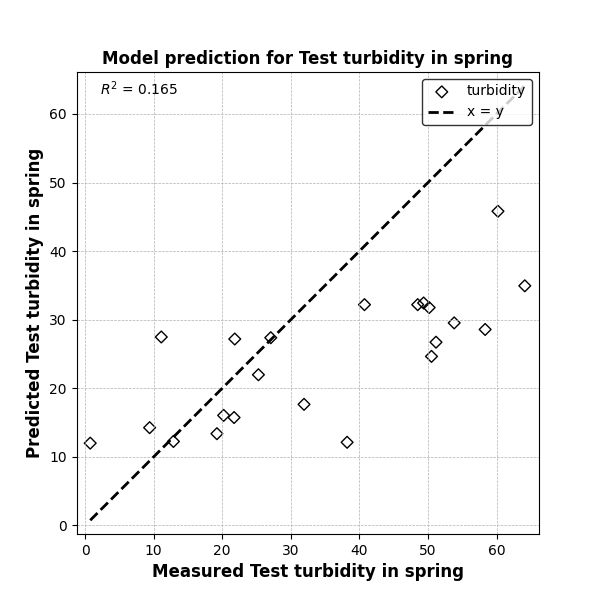 Model prediction for Test turbidity in spring
R² = 0.165
turbidity
x = y
60
50
40
30
20
10
0
Predicted Test turbidity in spring
0 10 20 30 40 50 60
Measured Test turbidity in spring